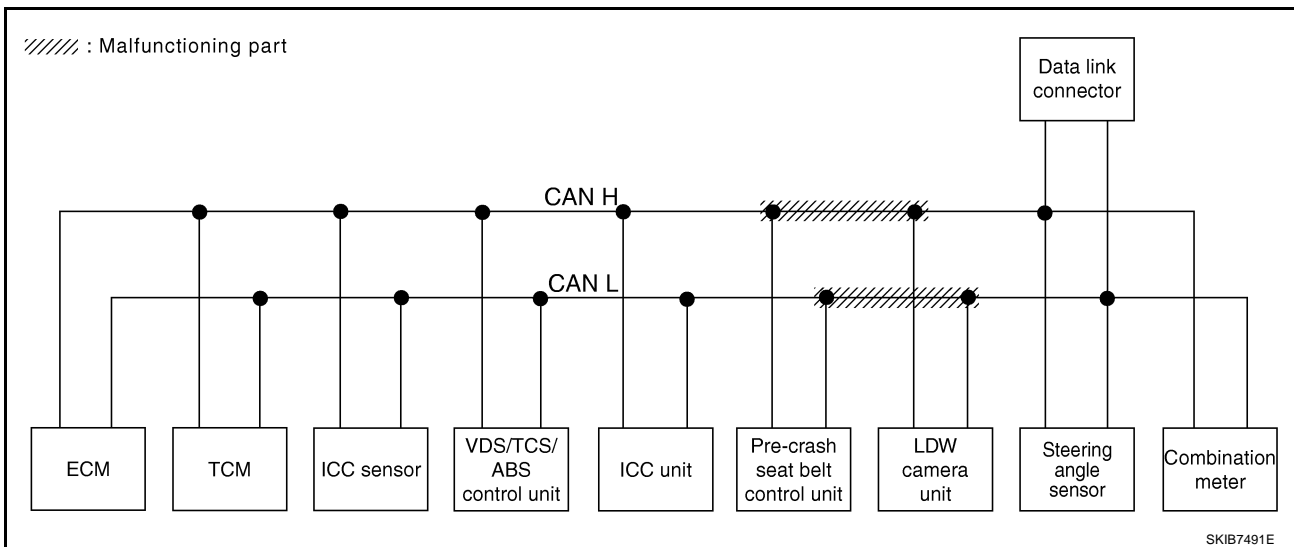 : Malfunctioning part
Data link
connector
CAN H
CAN L
ECM
TCM
ICC sensor
VDS/TCS/
ABS
control unit
ICC unit
Pre-crash
seat belt
control unit
LDW
camera
unit
Steering
angle
sensor
Combination
meter
SKIB7491E